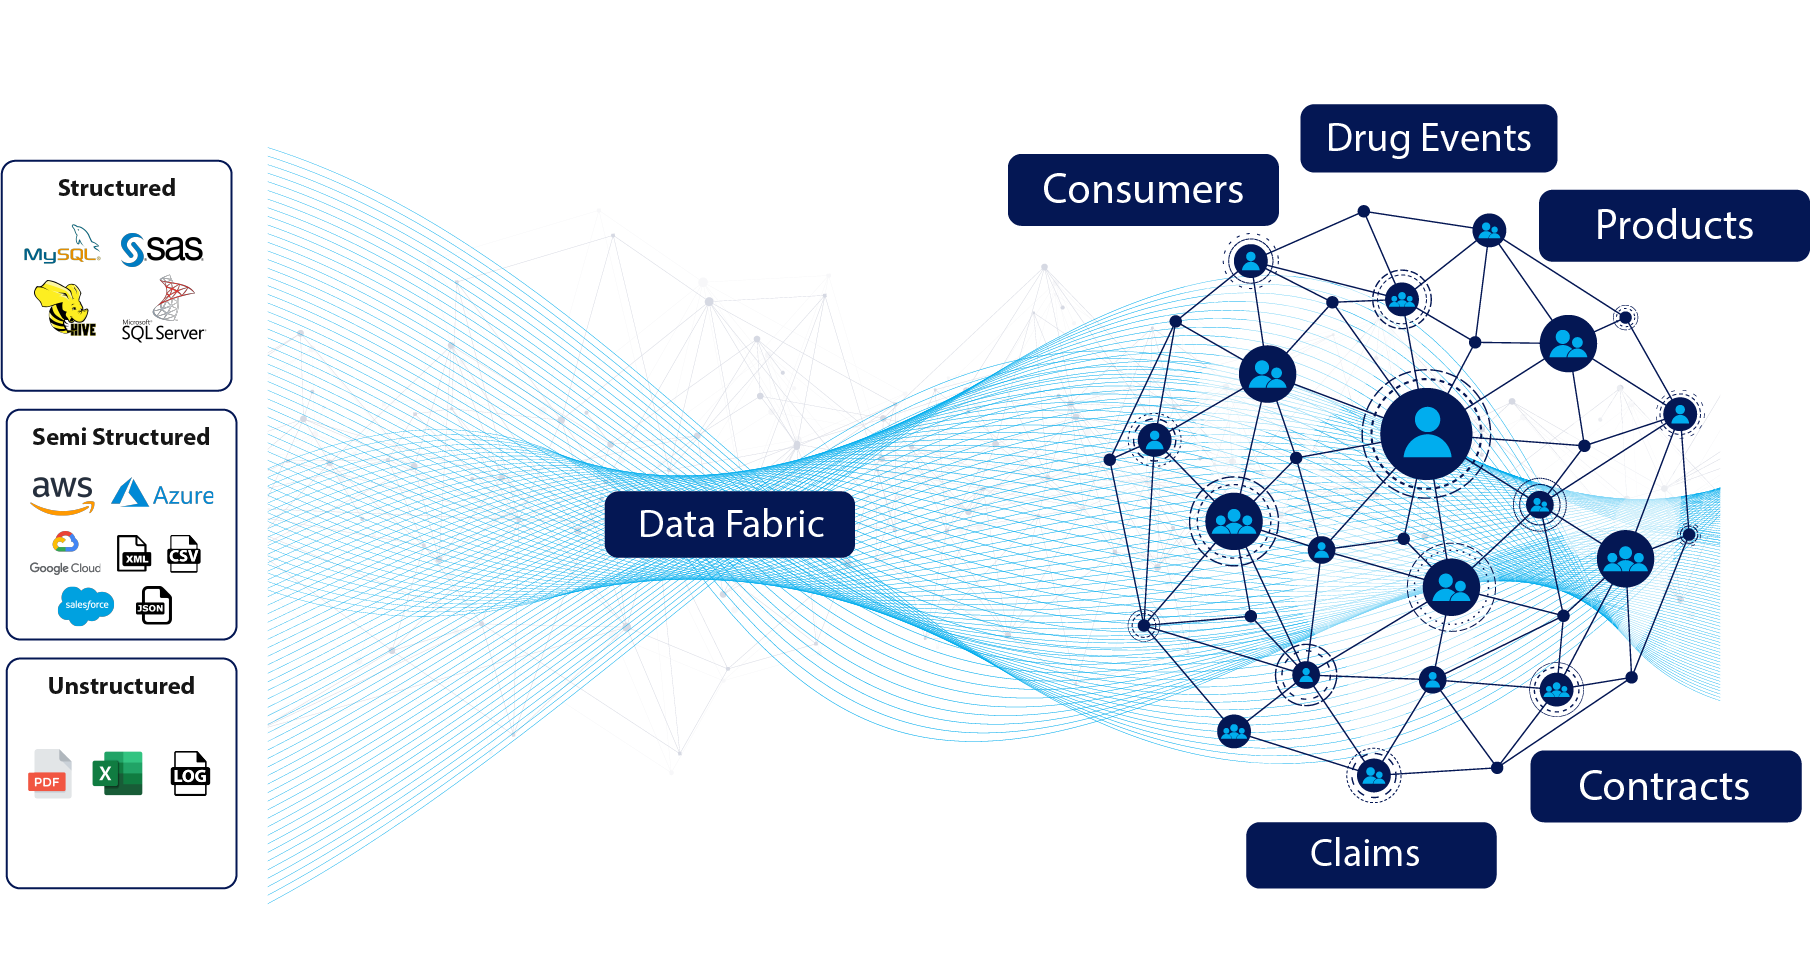 Structured
MySQL
sas
HIVE
Microsoft
SQL Server
Semi Structured
aws
Azure
Google Cloud
XML
CSV
salesforce
JSON
Unstructured
PDF
X
LOG
Data Fabric
Consumers
Drug Events
Products
Contracts
Claims